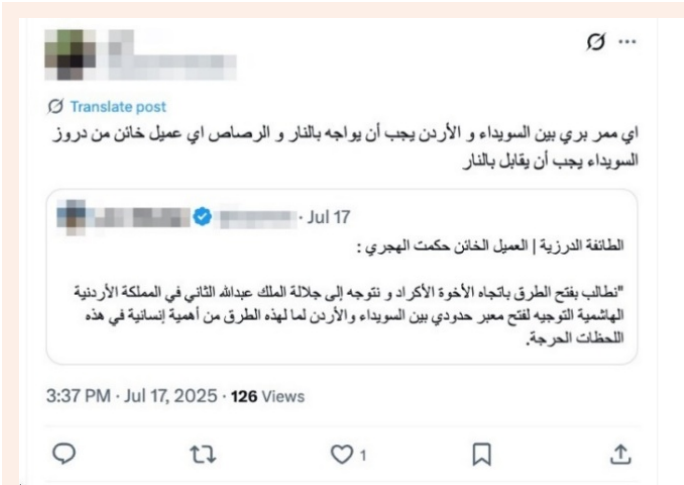 Translate post
اي ممر بري بين السويداء و الأردن يجب أن يواجه بالنار و الرصاص اي عميل خائن من دروز
السويداء يجب أن يقابل بالنار
· Jul 17
الطائفة الدرزية | العميل الخائن حكمت الهجري :
"نطالب بفتح الطرق باتجاه الأخوة الأكراد و نتوجه إلى جلالة الملك عبدالله الثاني في المملكة الأردنية
الهاشمية التوجيه لفتح معبر حدودي بين السويداء والأردن لما لهذه الطرق من أهمية إنسانية في هذه
اللحظات الحرجة.
3:37 PM · Jul 17, 2025 · 126 Views
1